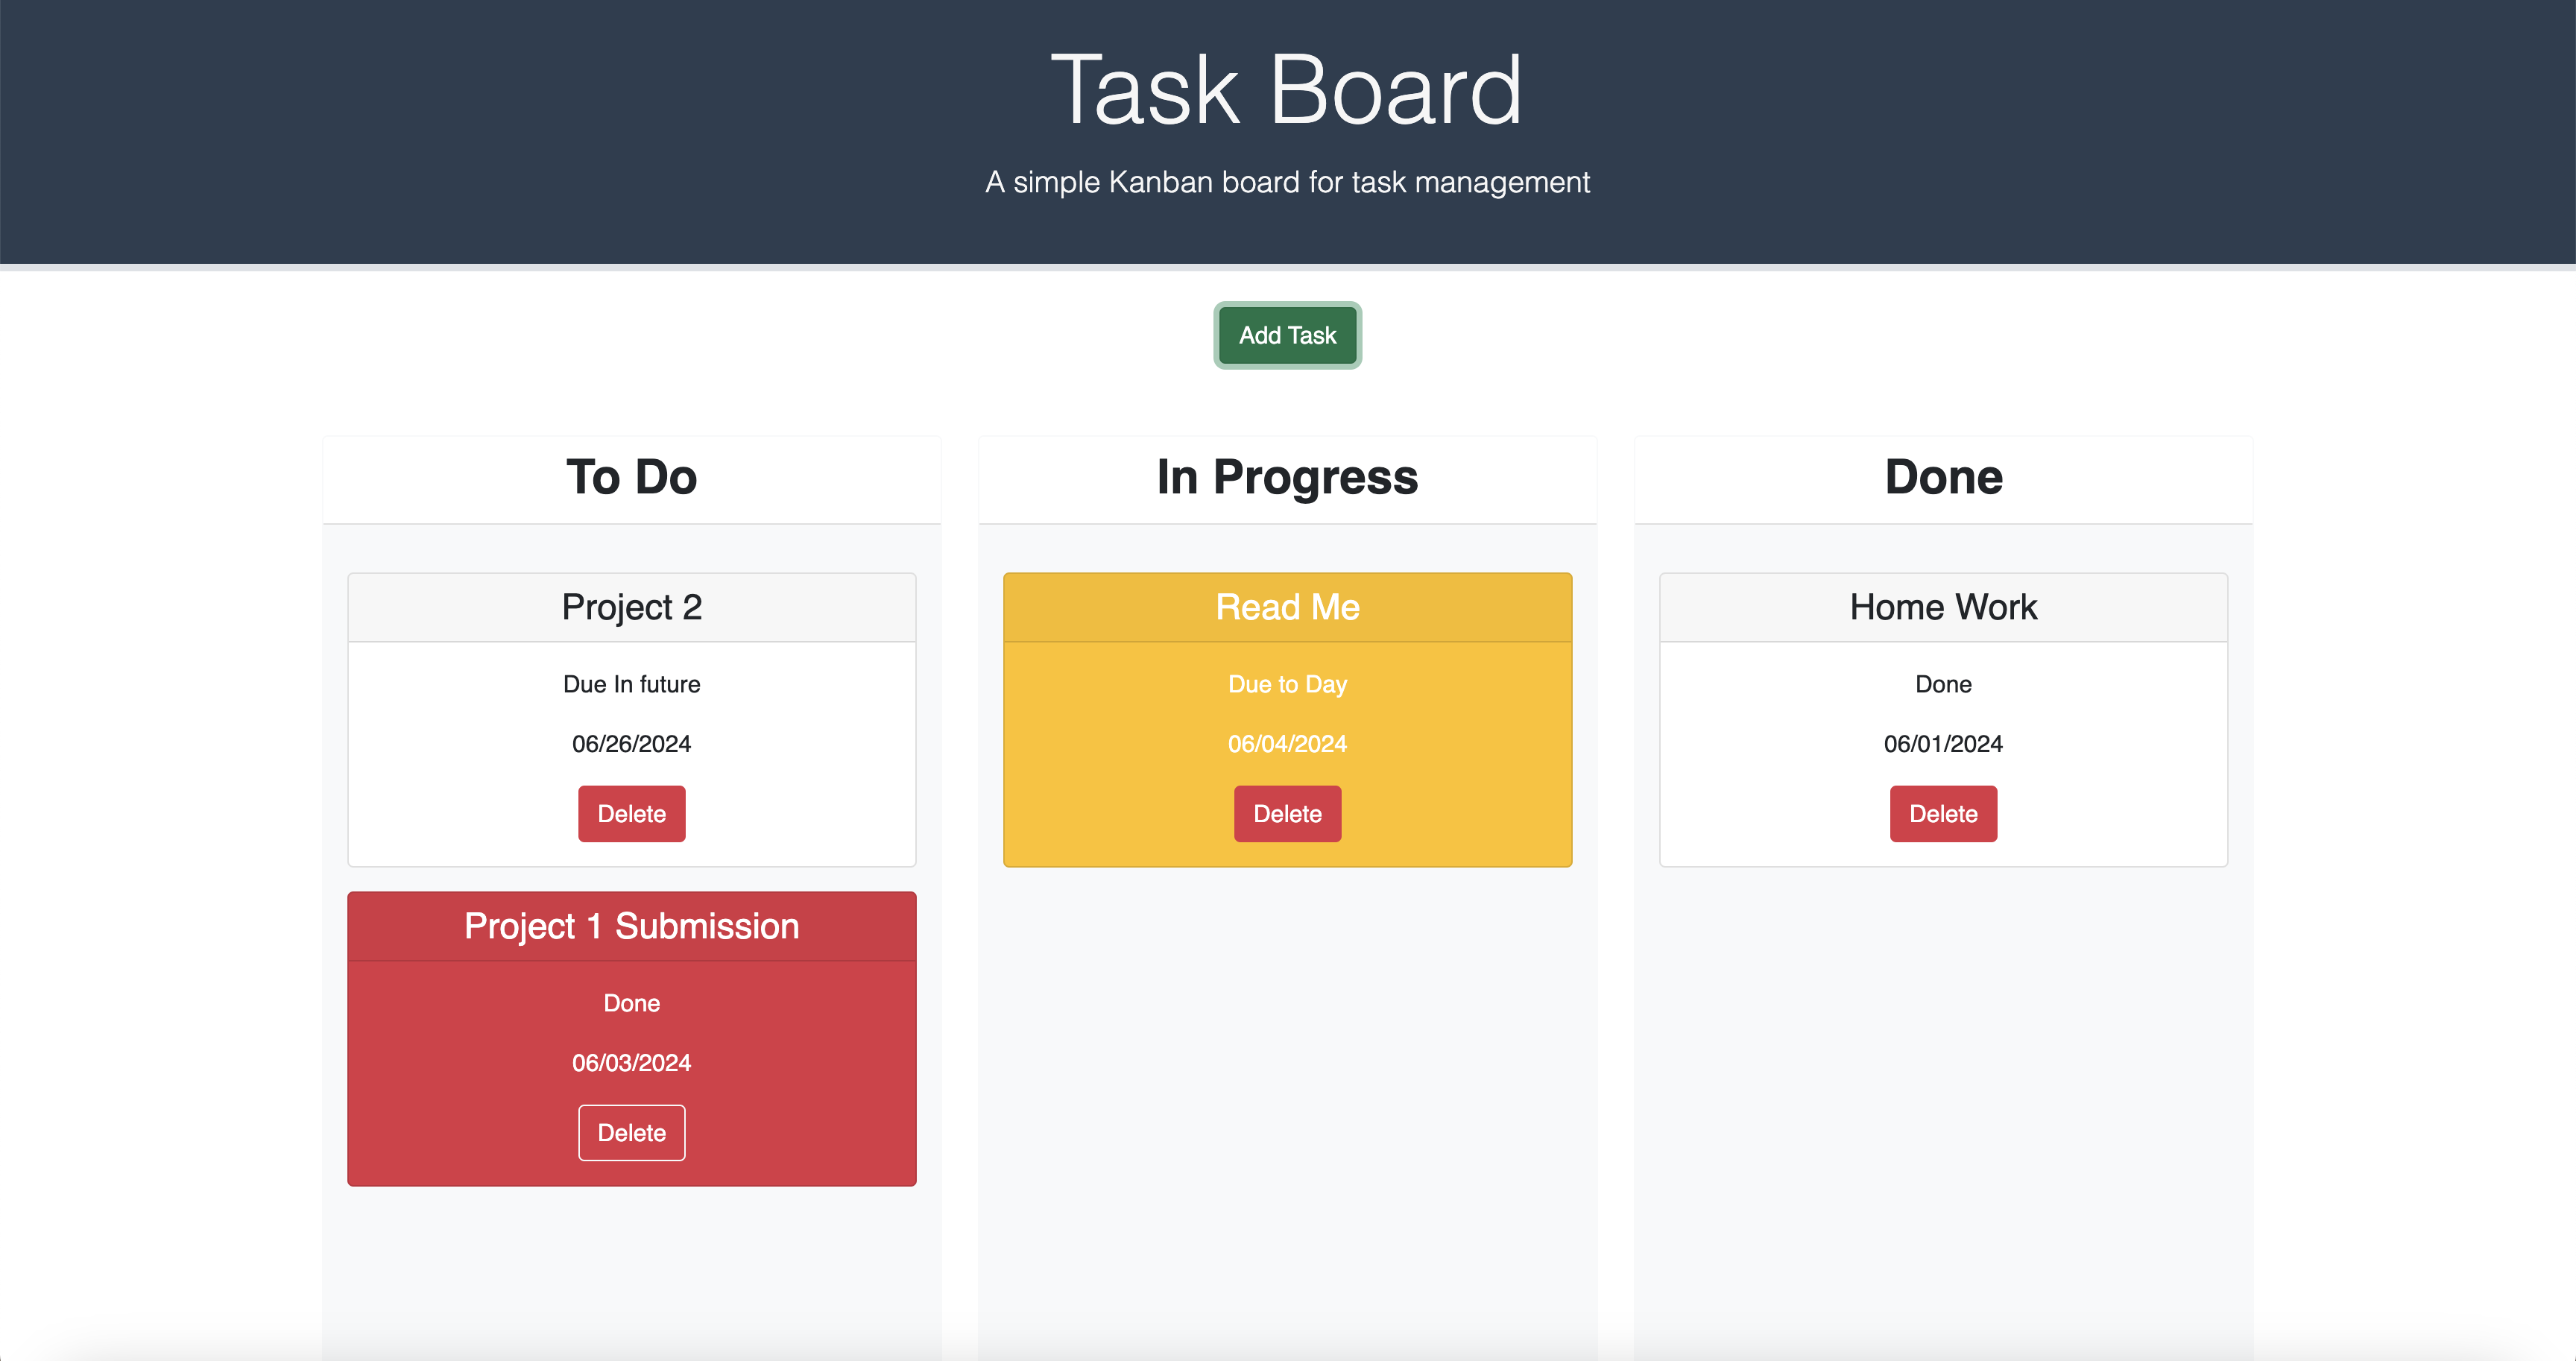 Task Board
A simple Kanban board for task management
Add Task
To Do
Project 2
Due In future
06/26/2024
Delete
Project 1 Submission
Done
06/03/2024
Delete
In Progress
Read Me
Due to Day
06/04/2024
Delete
Done
Home Work
Done
06/01/2024
Delete